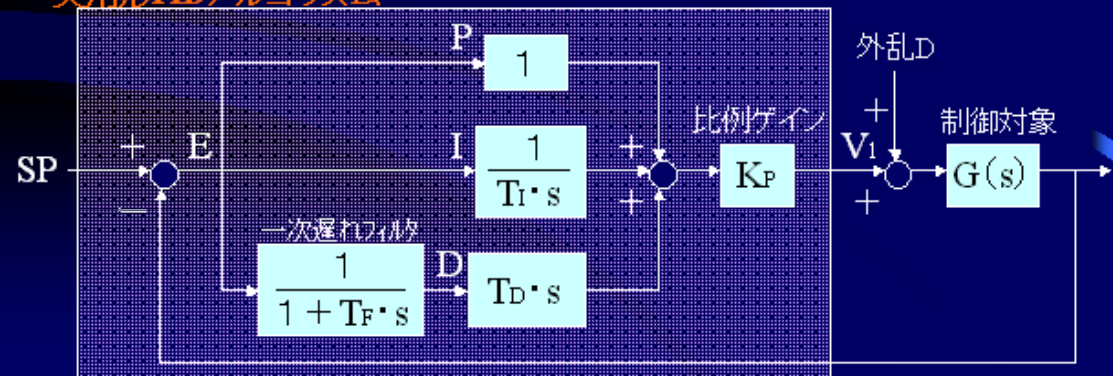 P
1
外乱D
比例ゲイン
制御対象
SP
+
E
I
1
TI・s
+
+
KP
V1
+
+
G(s)
－
一次遅れフィルタ
1
1+TF・s
D
TD・s